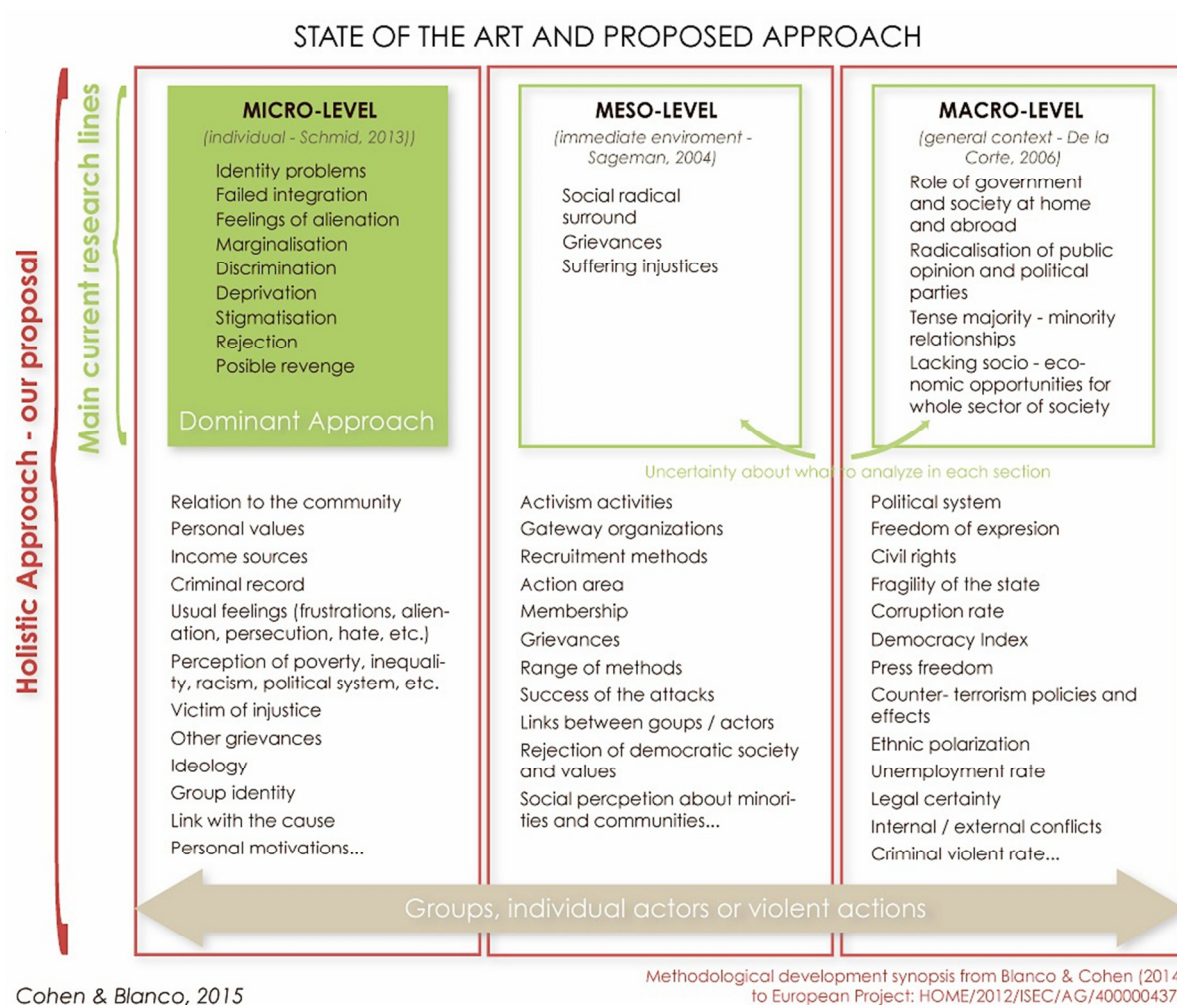 STATE OF THE ART AND PROPOSED APPROACH
Holistic Approach - our proposal
Main current research lines
MICRO-LEVEL
(individual - Schmid, 2013))
Identity problems
Failed integration
Feelings of alienation
Marginalisation
Discrimination
Deprivation
Stigmatisation
Rejection
Posible revenge
Dominant Approach
MESO-LEVEL
(immediate enviroment -
Sageman, 2004)
Social radical
surround
Grievances
Suffering injustices
MACRO-LEVEL
(general context - De la
Corte, 2006)
Role of government
and society at home
and abroad
Radicalisation of public
opinion and political
parties
Tense majority - minority
relationships
Lacking socio - eco-
nomic opportunities for
whole sector of society
Uncertainty about what to analyze in each section
Relation to the community
Personal values
Income sources
Criminal record
Usual feelings (frustrations, alien-
ation, persecution, hate, etc.)
Perception of poverty, inequali-
ty, racism, political system, etc.
Victim of injustice
Other grievances
Ideology
Group identity
Link with the cause
Personal motivations...
Activism activities
Gateway organizations
Recruitment methods
Action area
Membership
Grievances
Range of methods
Success of the attacks
Links between goups / actors
Rejection of democratic society
and values
Social percpetion about minori-
ties and communities...
Political system
Freedom of expresion
Civil rights
Fragility of the state
Corruption rate
Democracy Index
Press freedom
Counter- terrorism policies and
effects
Ethnic polarization
Unemployment rate
Legal certainty
Internal / external conflicts
Criminal violent rate...
Groups, individual actors or violent actions
Cohen & Blanco, 2015
Methodological development synopsis from Blanco & Cohen (2014
to European Project: HOME/2012/ISEC/AG/400000437